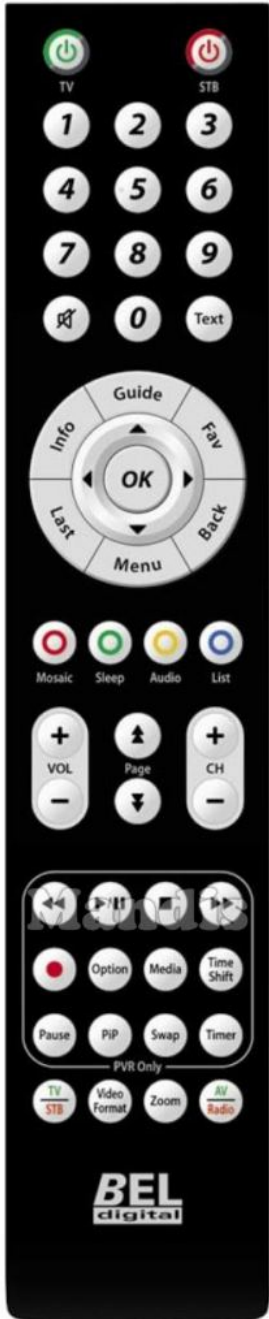 TV STB
1 2 3
4 5 6
7 8 9
0 Text
Guide
Info Fav
OK
Last Back
Menu
Mosaic Sleep Audio List
+ +
VOL Page CH
- -
Mandis
Option Media Time Shift
Pause PiP Swap Timer
PVR Only
TV/STB Video Format Zoom AV/Radio
BEL
digital